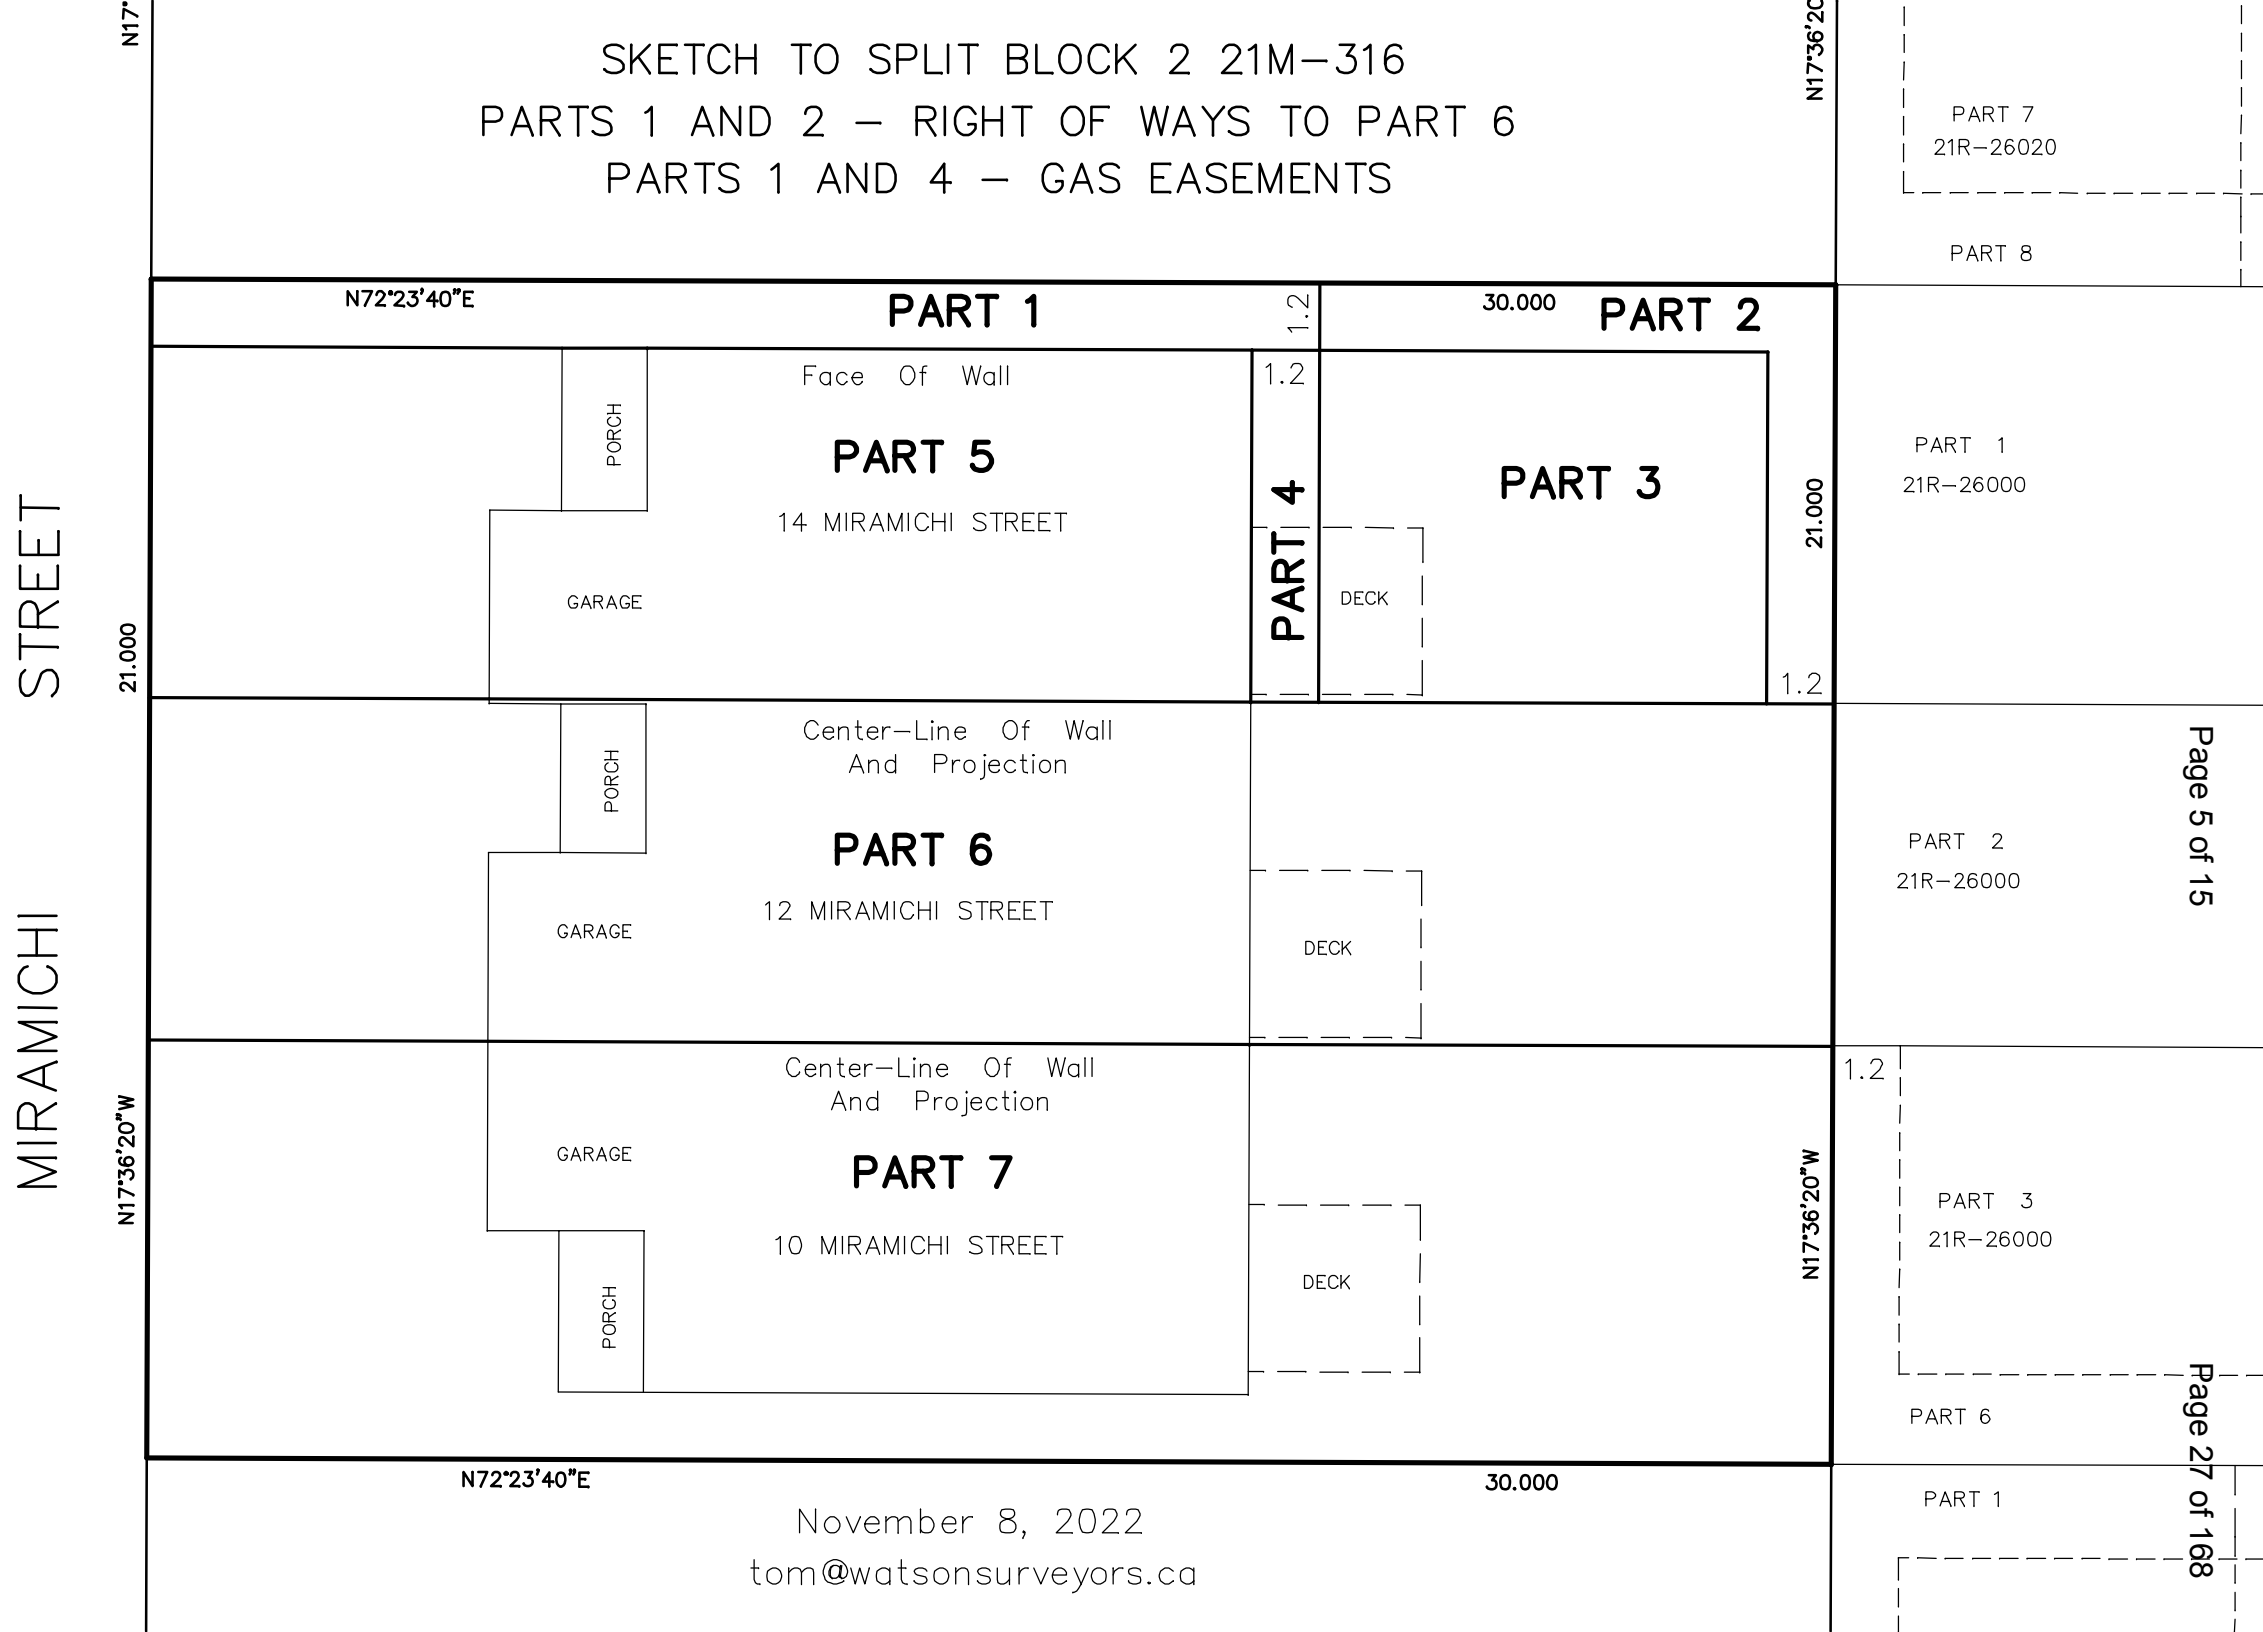 N17°
N17°36'20
SKETCH TO SPLIT BLOCK 2 21M-316
PARTS 1 AND 2 - RIGHT OF WAYS TO PART 6
PARTS 1 AND 4 - GAS EASEMENTS
PART 7
21R-26020
PART 8
N72°23'40"E
PART 1
1.2
30.000
PART 2
Face Of Wall
1.2
PORCH
PART 5
PART 4
PART 3
14 MIRAMICHI STREET
GARAGE
DECK
21.000
1.2
PART 1
21R-26000
MIRAMICHI STREET
21.000
Center-Line Of Wall
And Projection
PORCH
PART 6
12 MIRAMICHI STREET
GARAGE
DECK
PART 2
21R-26000
Page 5 of 15
Center-Line Of Wall
And Projection
1.2
GARAGE
PART 7
10 MIRAMICHI STREET
PORCH
DECK
N17°36'20"W
N17°36'20"W
PART 3
21R-26000
PART 6
Page 27 of 168
N72°23'40"E
30.000
PART 1
November 8, 2022
tom@watsonsurveyors.ca